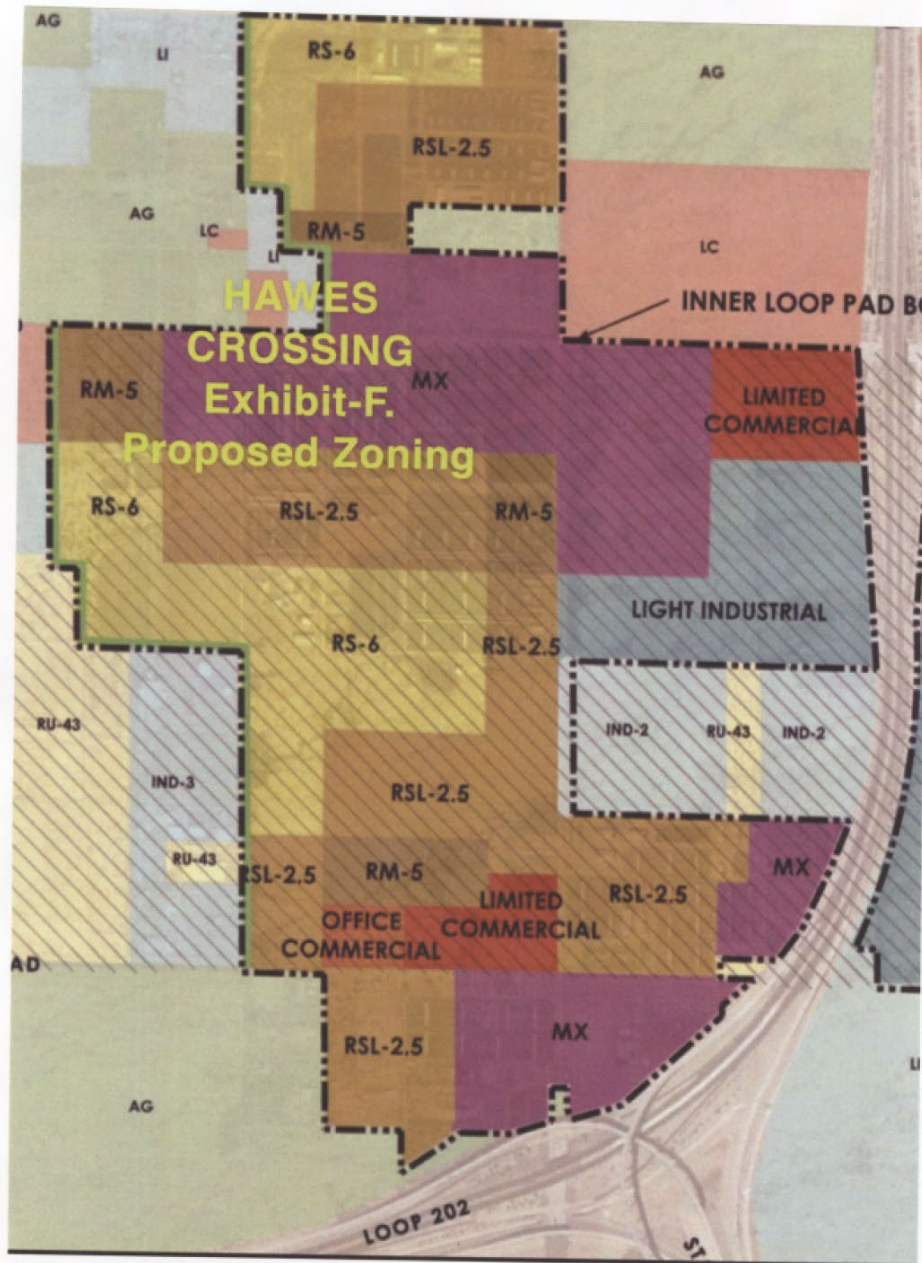 AG
LI
RS-6
AG
RSL-2.5
AG
LC
RM-5
LI
LC
INNER LOOP PAD BO
HAWES
CROSSING
Exhibit-F.
Proposed Zoning
MX
RM-5
LIMITED
COMMERCIAL
RS-6
RSL-2.5
RM-5
LIGHT INDUSTRIAL
RS-6
RSL-2.5
RU-43
IND-2
RU-43
IND-2
IND-3
RSL-2.5
RU-43
RSL-2.5
RM-5
MX
RSL-2.5
LIMITED
COMMERCIAL
OFFICE
COMMERCIAL
AD
MX
RSL-2.5
LI
AG
LOOP 202
ST